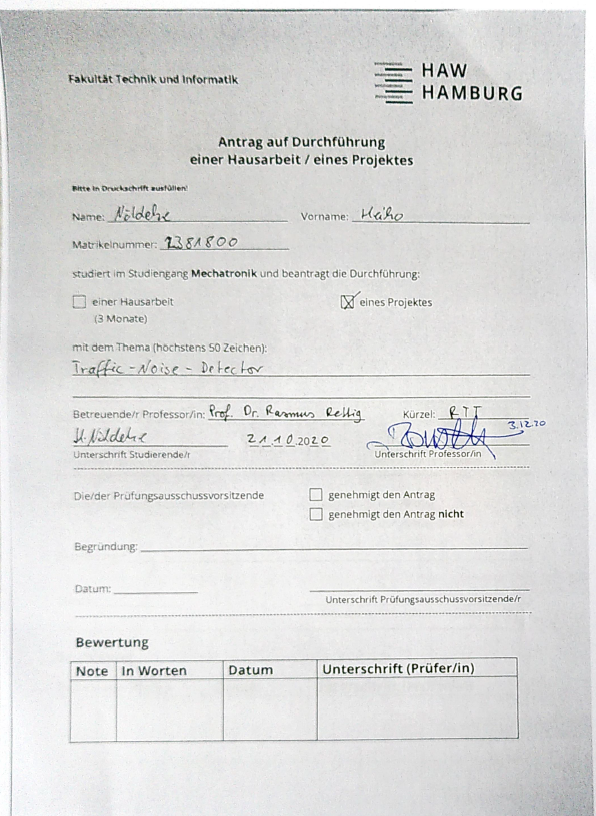 Fakultät Technik und Informatik
HAW
HAMBURG
Antrag auf Durchführung
einer Hausarbeit / eines Projektes
Bitte in Druckschrift ausfüllen!
Name: Nöldeke Vorname: Heiko
Matrikelnummer: 2381800
studiert im Studiengang Mechatronik und beantragt die Durchführung:
einer Hausarbeit eines Projektes
(3 Monate)
mit dem Thema (höchstens 50 Zeichen):
Traffic-Noise-Detector
Betreuende/r Professor/in: Prof. Dr. Rasmus Rettig Kürzel: RTT
H. Nöldeke 21.10.2020 3.12.20
Unterschrift Studierende/r Unterschrift Professor/in
Die/der Prüfungsausschussvorsitzende genehmigt den Antrag
genehmigt den Antrag nicht
Begründung:
Datum:
Unterschrift Prüfungsausschussvorsitzende/r
Bewertung
Note In Worten Datum Unterschrift (Prüfer/in)